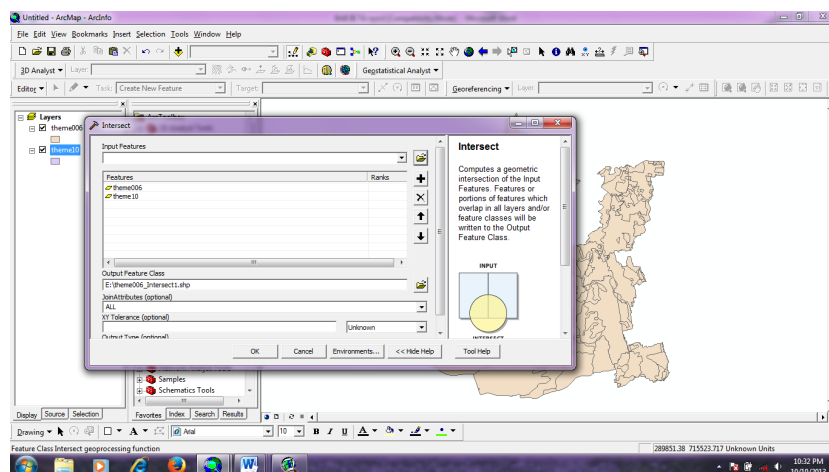 Untitled - ArcMap - ArcInfo
File Edit View Bookmarks Insert Selection Tools Window Help
3D Analyst Layer: Geostatistical Analyst
Editor Task: Create New Feature Target: Georeferencing Layer:
Layers
theme006
theme10
Intersect
Input Features
Features Ranks
theme006
theme10
Output Feature Class
E:\theme006_Intersect1.shp
JoinAttributes (optional)
ALL
XY Tolerance (optional)
Unknown
Output Type (optional)
OK Cancel Environments... << Hide Help Tool Help
Intersect
Computes a geometric
intersection of the Input
Features. Features or
portions of features which
overlap in all layers and/or
feature classes will be
written to the Output
Feature Class.
INPUT
INTERSECT
Samples
Schematics Tools
Display Source Selection Favorites Index Search Results
Drawing A Arial 10 B I U A
Feature Class Intersect geoprocessing function 289851.38 715523.717 Unknown Units
10:32 PM
10/10/2013